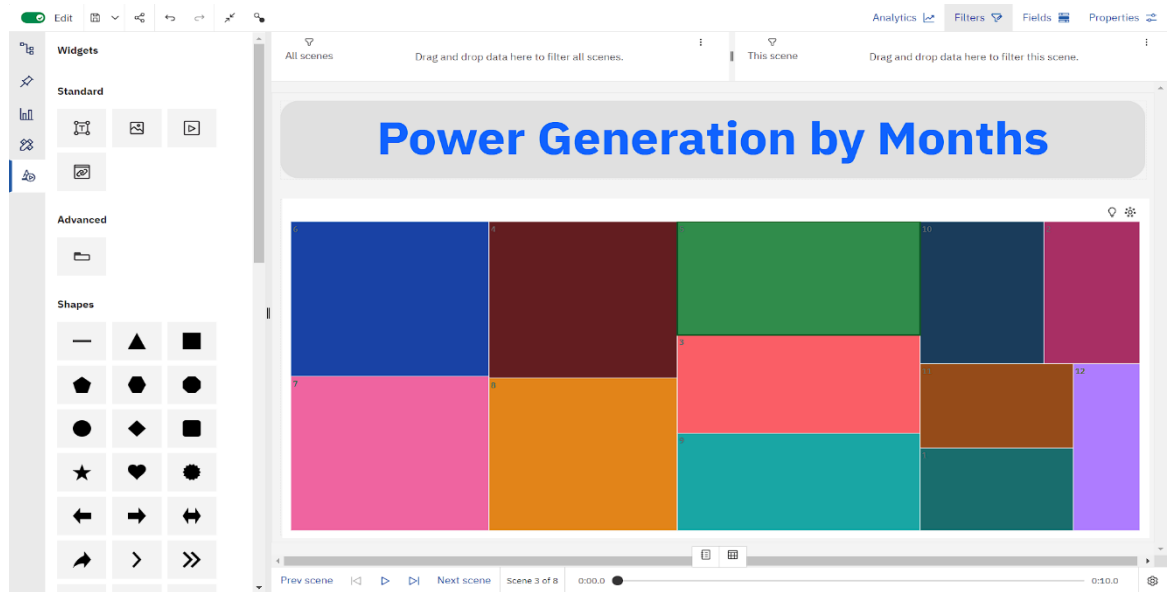 Edit
Analytics
Filters
Fields
Properties
Widgets
All scenes
Drag and drop data here to filter all scenes.
This scene
Drag and drop data here to filter this scene.
Standard
Power Generation by Months
Advanced
6
4
10
Shapes
3
11
12
7
8
Prev scene
Next scene
Scene 3 of 8
0:00.0
0:10.0